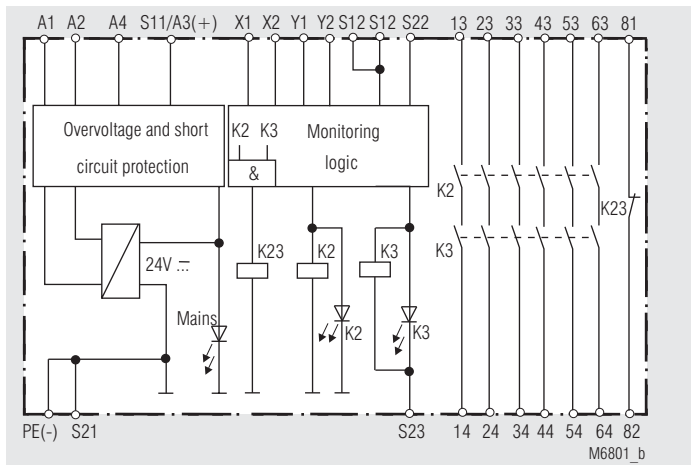 A1 A2 A4 S11/A3(+) X1 X2 Y1 Y2 S12 S12 S22 13 23 33 43 53 63 81
Overvoltage and short
circuit protection
K2 K3
&
Monitoring
logic
K2
K23
K3
24V ⎓
K23
K2
K3
Mains
K2
K3
PE(-) S21 S23 14 24 34 44 54 64 82
M6801_b